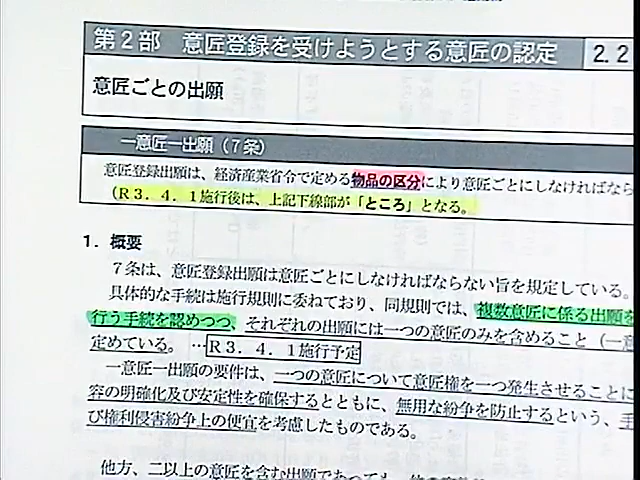 第2部 意匠登録を受けようとする意匠の認定 2.2
意匠ごとの出願
一意匠一出願（7条）
意匠登録出願は、経済産業省令で定める物品の区分により意匠ごとにしなければなら
（R3．4．1施行後は、上記下線部が「ところ」となる。
1．概要
7条は、意匠登録出願は意匠ごとにしなければならない旨を規定している。
具体的な手続は施行規則に委ねており、同規則では、複数意匠に係る出願を
行う手続を認めつつ、それぞれの出願には一つの意匠のみを含めること（一意
定めている。…R3．4．1施行予定
一意匠一出願の要件は、一つの意匠について意匠権を一つ発生させることに
容の明確化及び安定性を確保するとともに、無用な紛争を防止するという、手
び権利侵害紛争上の便宜を考慮したものである。
他方、二以上の意匠を含む出願であっても、